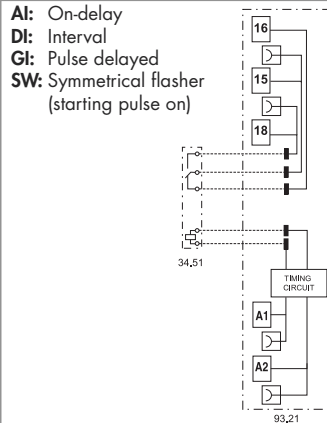 AI: On-delay
DI: Interval
GI: Pulse delayed
SW: Symmetrical flasher
(starting pulse on)
16
15
18
34.51
TIMING
CIRCUIT
A1
A2
93.21